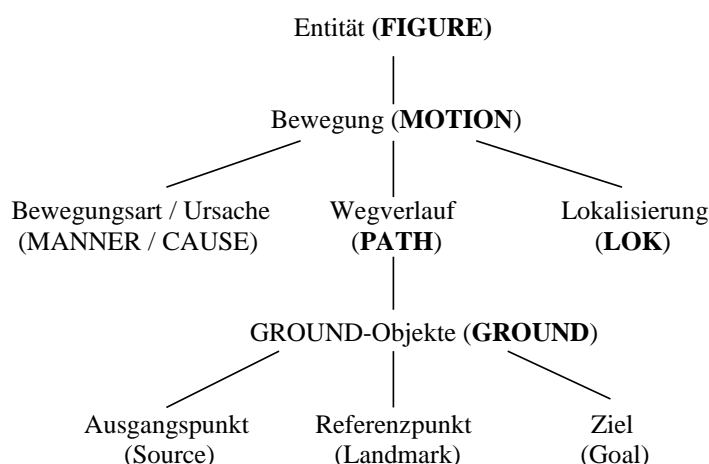 Entität (FIGURE)
Bewegung (MOTION)
Bewegungsart / Ursache
(MANNER / CAUSE)
Wegverlauf
(PATH)
Lokalisierung
(LOK)
GROUND-Objekte (GROUND)
Ausgangspunkt
(Source)
Referenzpunkt
(Landmark)
Ziel
(Goal)